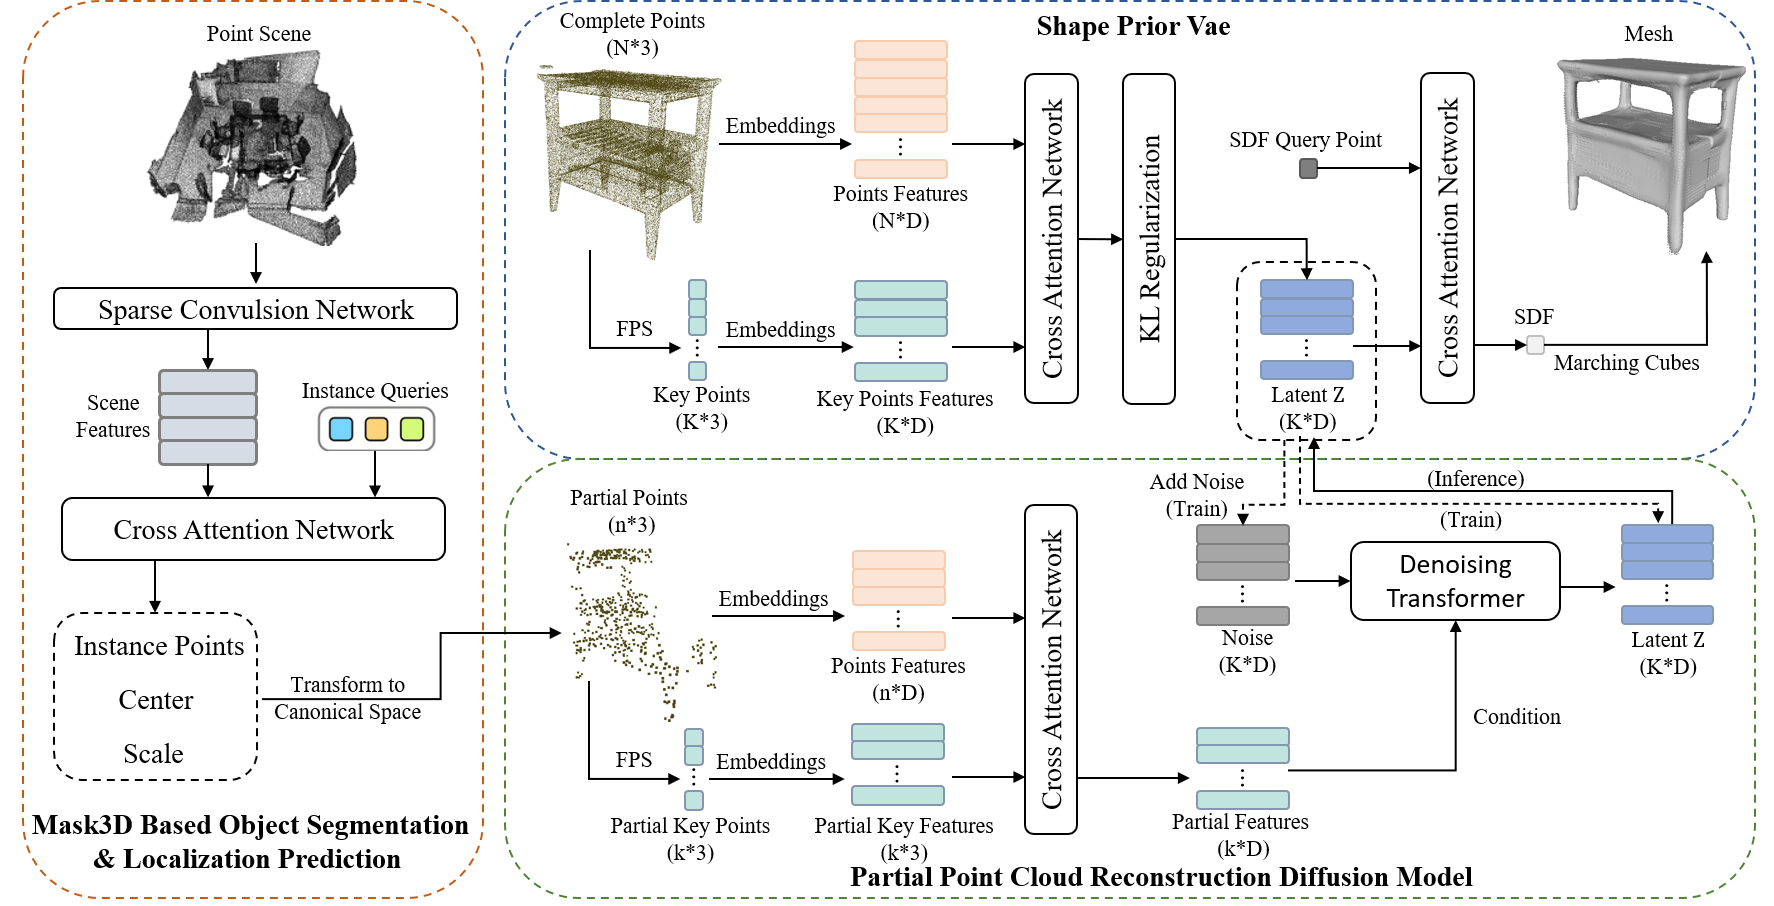 Point Scene
Sparse Convulsion Network
Scene
Features
Instance Queries
Cross Attention Network
Instance Points
Center
Scale
Transform to
Canonical Space
Mask3D Based Object Segmentation
& Localization Prediction
Shape Prior Vae
Complete Points
(N*3)
Embeddings
Points Features
(N*D)
FPS
Key Points
(K*3)
Embeddings
Key Points Features
(K*D)
Cross Attention Network
KL Regularization
SDF Query Point
Latent Z
(K*D)
Cross Attention Network
SDF
Marching Cubes
Mesh
Partial Points
(n*3)
Embeddings
Points Features
(n*D)
FPS
Partial Key Points
(k*3)
Embeddings
Partial Key Features
(k*3)
Cross Attention Network
Partial Features
(k*D)
Add Noise
(Train)
Noise
(K*D)
(Inference)
(Train)
Denoising
Transformer
Condition
Latent Z
(K*D)
Partial Point Cloud Reconstruction Diffusion Model